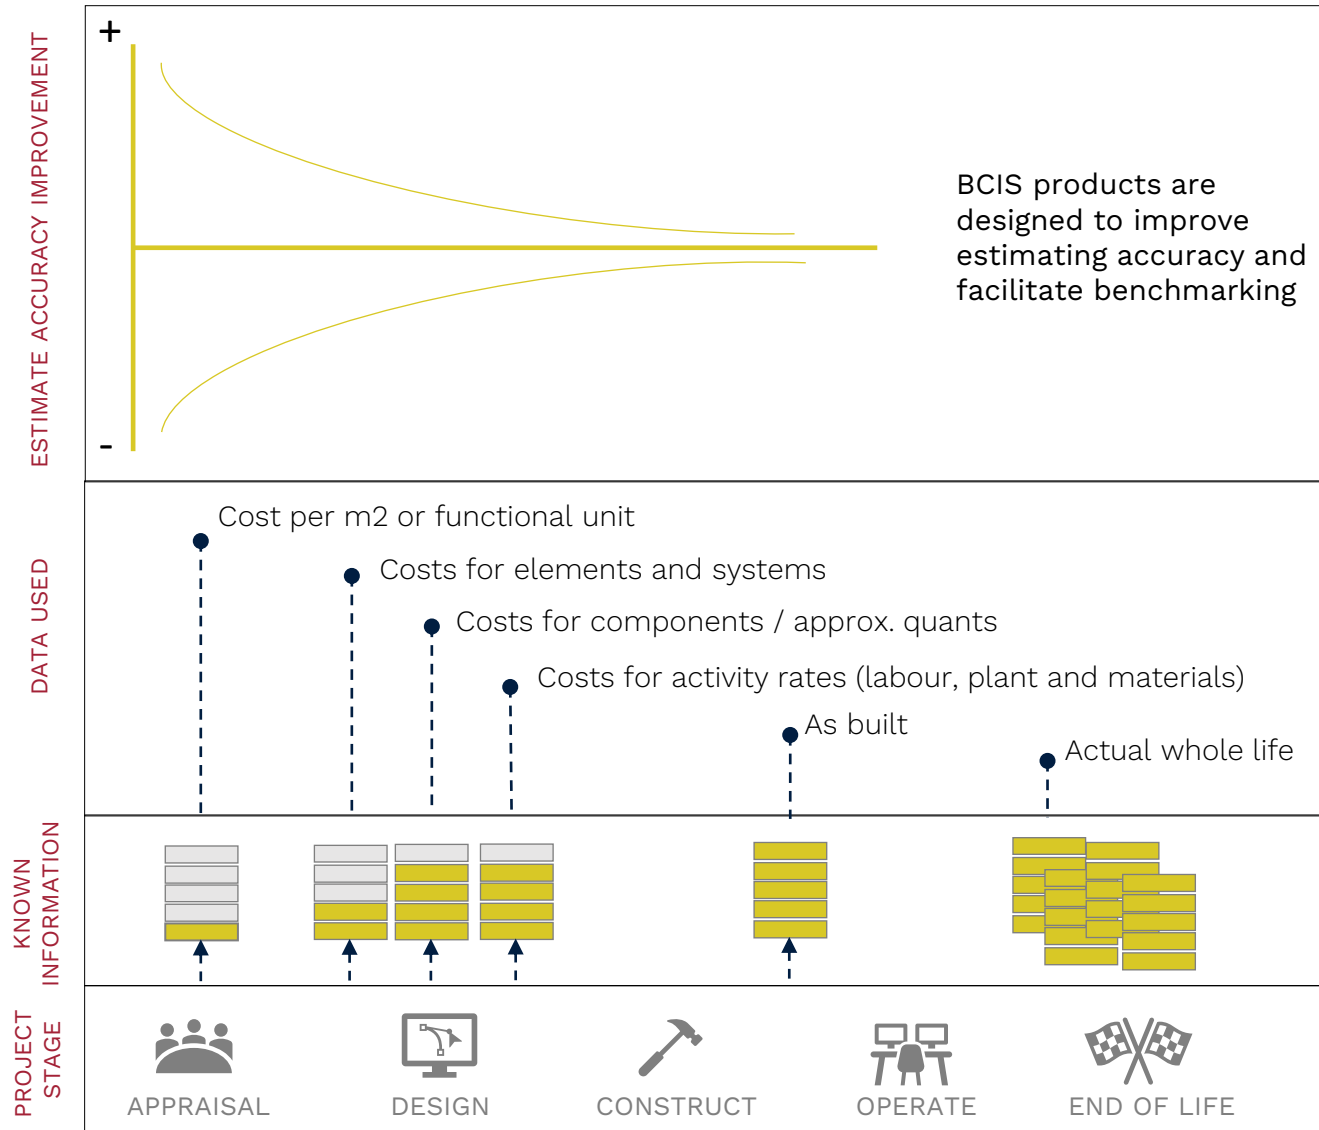 ESTIMATE ACCURACY IMPROVEMENT
+
-
BCIS products are
designed to improve
estimating accuracy and
facilitate benchmarking
DATA USED
Cost per m2 or functional unit
Costs for elements and systems
Costs for components / approx. quants
Costs for activity rates (labour, plant and materials)
As built
Actual whole life
KNOWN
INFORMATION
PROJECT
STAGE
APPRAISAL
DESIGN
CONSTRUCT
OPERATE
END OF LIFE